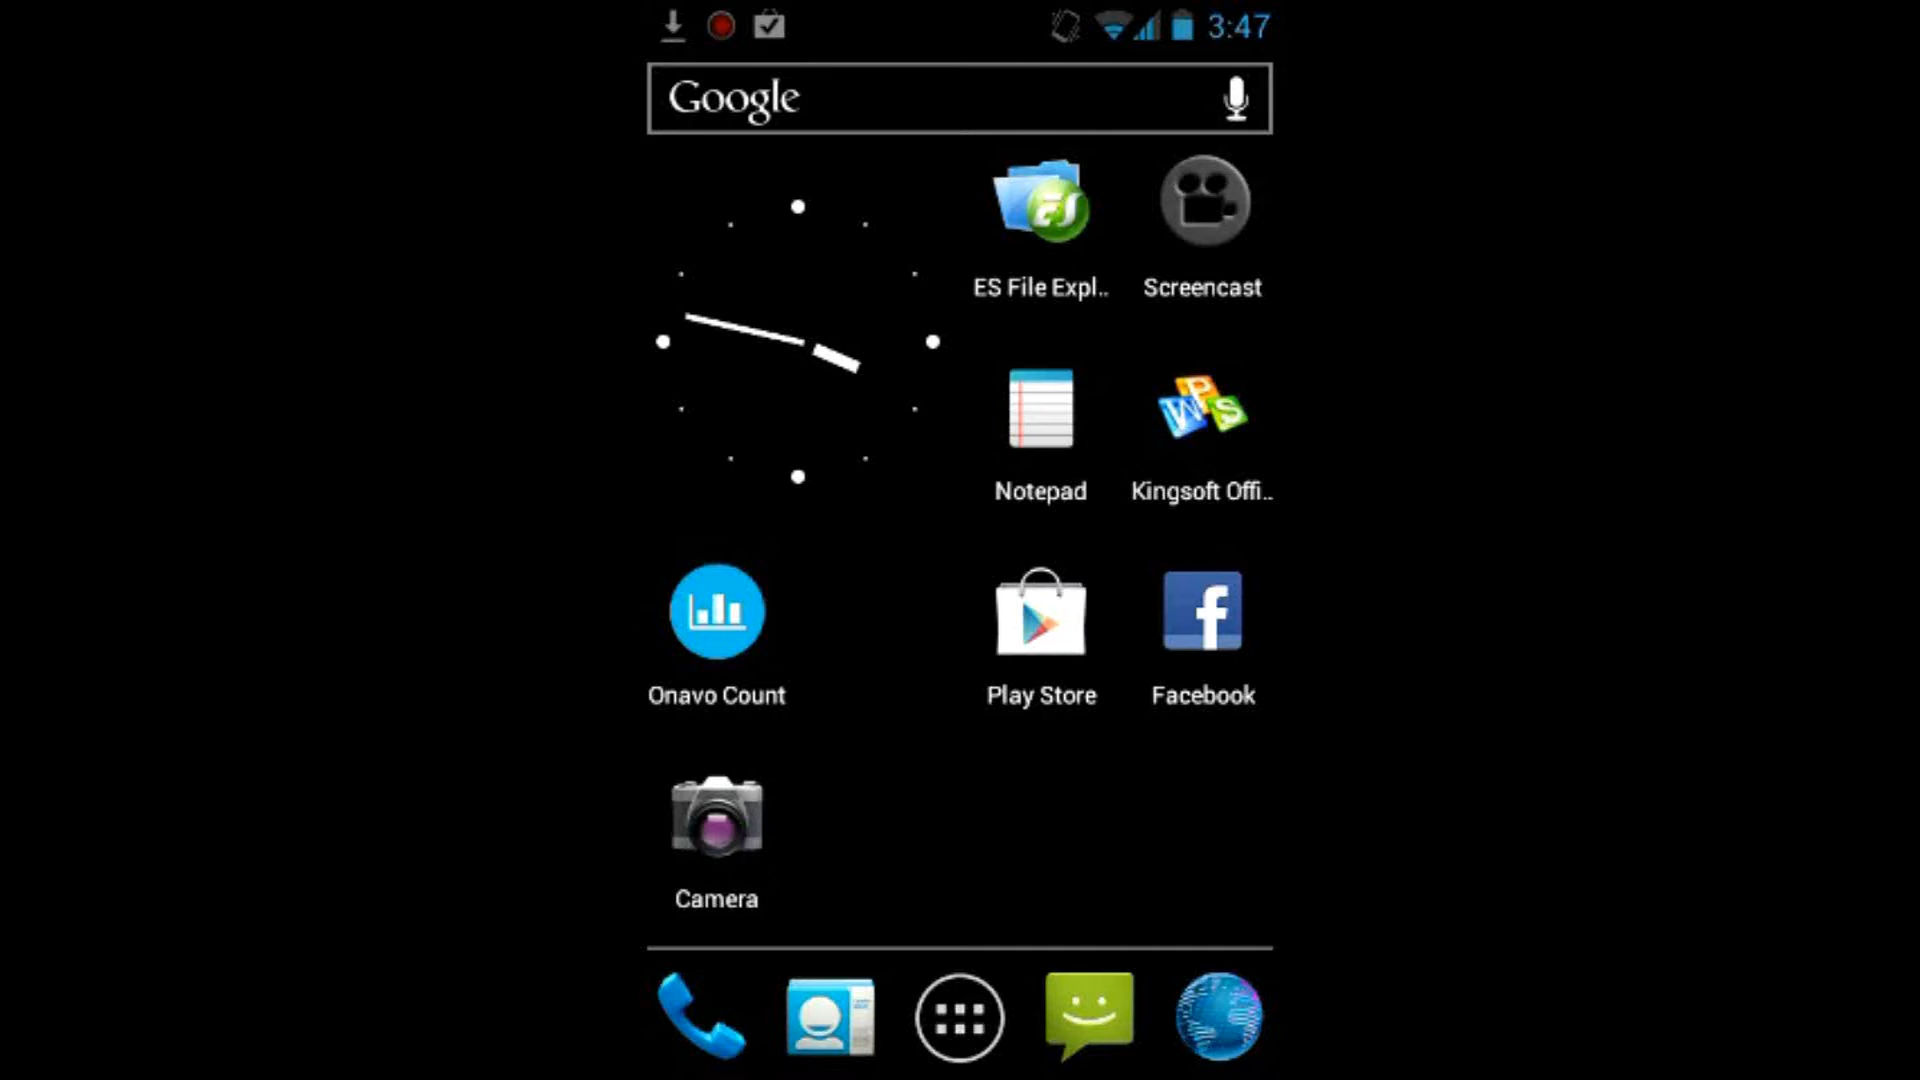 3:47
Google
ES File Expl..
Screencast
Notepad
W P S
Kingsoft Offi..
Onavo Count
Play Store
Facebook
Camera